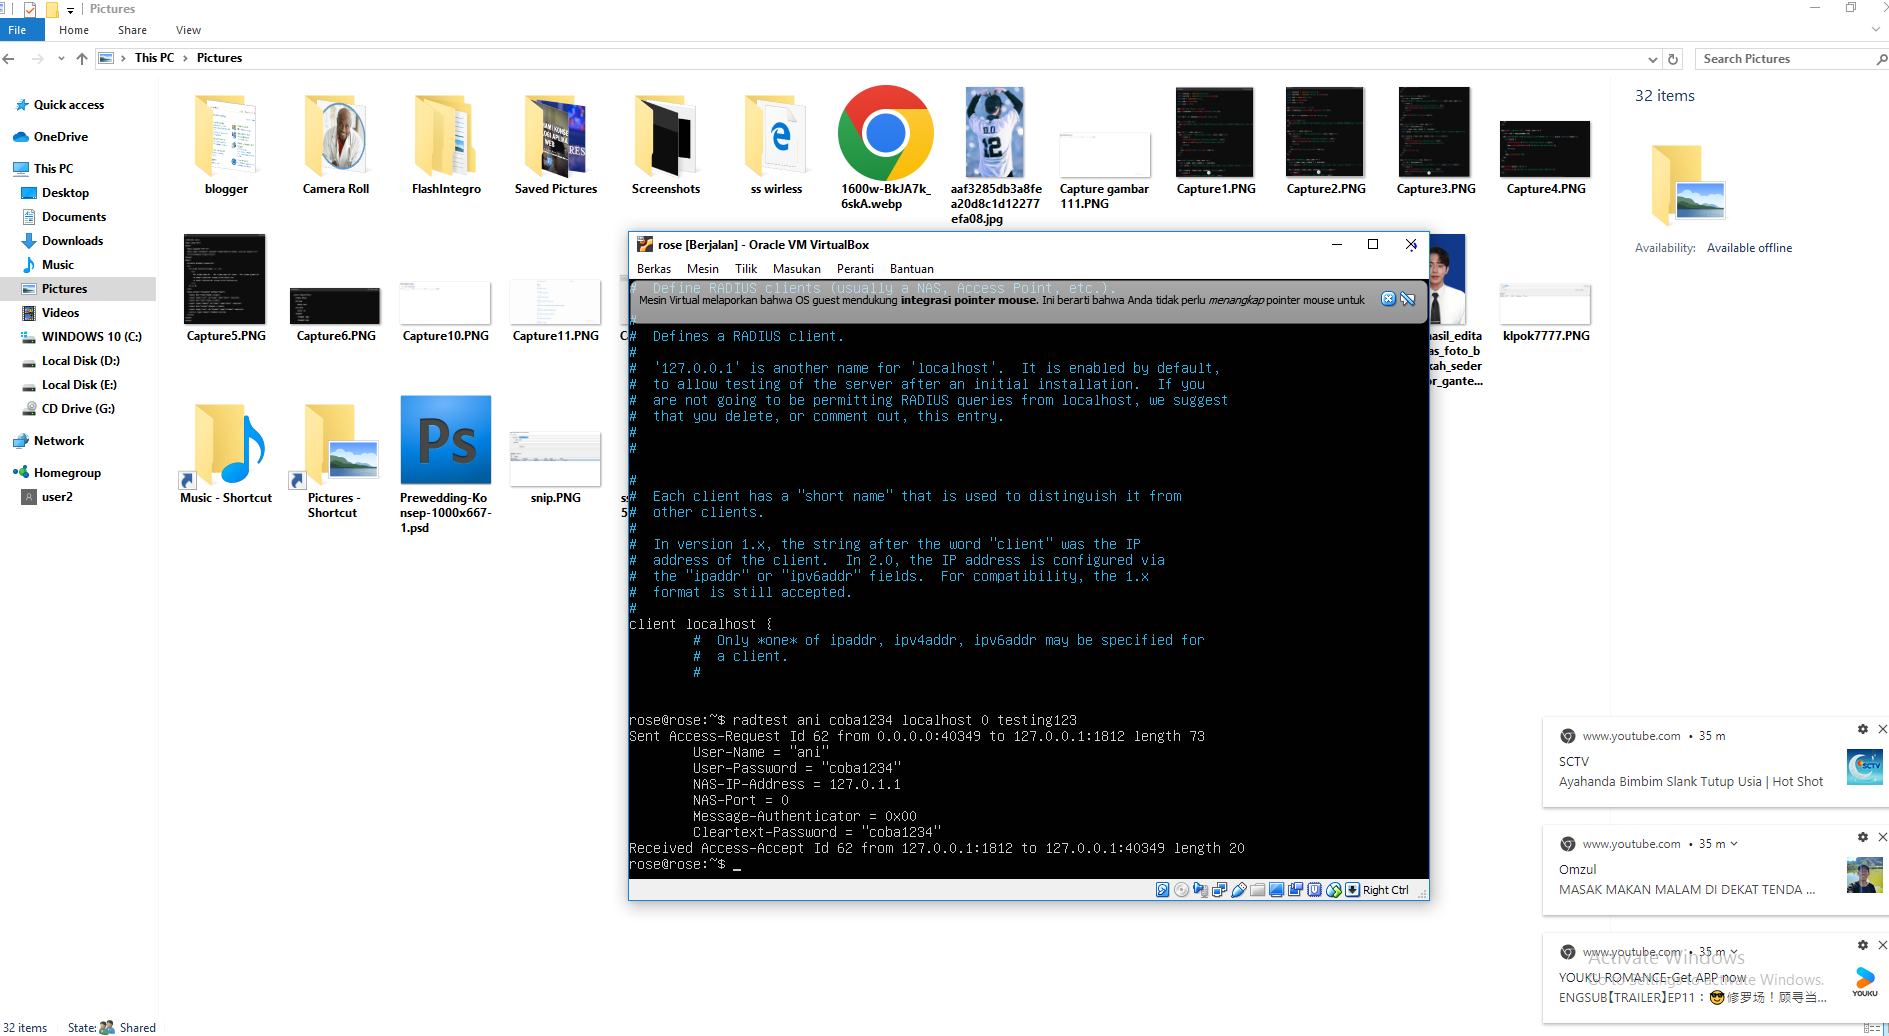 Pictures
File
Home
Share
View
This PC
Pictures
Search Pictures
Quick access
OneDrive
This PC
Desktop
Documents
Downloads
Music
Pictures
Videos
WINDOWS 10 (C:)
Local Disk (D:)
Local Disk (E:)
CD Drive (G:)
Network
Homegroup
user2
blogger
Camera Roll
FlashIntegro
Saved Pictures
Screenshots
ss wirless
1600w-BkJA7k_
6skA.webp
aaf3285db3a8fe
a20d8c1d12277
efa08.jpg
Capture gambar
111.PNG
Capture1.PNG
Capture2.PNG
Capture3.PNG
Capture4.PNG
Capture5.PNG
Capture6.PNG
Capture10.PNG
Capture11.PNG
asil_edita
as_foto_b
kah_seder
or_gante...
klpok7777.PNG
Music - Shortcut
Pictures -
Shortcut
Ps
Prewedding-Ko
nsep-1000x667-
1.psd
snip.PNG
32 items
Availability: Available offline
rose [Berjalan] - Oracle VM VirtualBox
Berkas Mesin Tilik Masukan Peranti Bantuan
# Define RADIUS clients (usually a NAS, Access Point, etc.).
Mesin Virtual melaporkan bahwa OS guest mendukung integrasi pointer mouse. Ini berarti bahwa Anda tidak perlu menangkap pointer mouse untuk
#
# Defines a RADIUS client.
#
# '127.0.0.1' is another name for 'localhost'. It is enabled by default,
# to allow testing of the server after an initial installation. If you
# are not going to be permitting RADIUS queries from localhost, we suggest
# that you delete, or comment out, this entry.
#
#
#
# Each client has a "short name" that is used to distinguish it from
# other clients.
#
# In version 1.x, the string after the word "client" was the IP
# address of the client. In 2.0, the IP address is configured via
# the "ipaddr" or "ipv6addr" fields. For compatibility, the 1.x
# format is still accepted.
#
client localhost {
# Only *one* of ipaddr, ipv4addr, ipv6addr may be specified for
# a client.
#
rose@rose:~$ radtest ani coba1234 localhost 0 testing123
Sent Access-Request Id 62 from 0.0.0.0:40349 to 127.0.0.1:1812 length 73
User-Name = "ani"
User-Password = "coba1234"
NAS-IP-Address = 127.0.1.1
NAS-Port = 0
Message-Authenticator = 0x00
Cleartext-Password = "coba1234"
Received Access-Accept Id 62 from 127.0.0.1:1812 to 127.0.0.1:40349 length 20
rose@rose:~$ _
Right Ctrl
www.youtube.com • 35 m
SCTV
Ayahanda Bimbim Slank Tutup Usia | Hot Shot
www.youtube.com • 35 m
Omzul
MASAK MAKAN MALAM DI DEKAT TENDA ...
www.youtube.com • 35 m
YOUKU ROMANCE-Get APP now
ENGSUB【TRAILER】EP11：😎修罗场！顾寻当...
YOUKU
Activate Windows
Go to Settings to activate Windows.
32 items
State: Shared